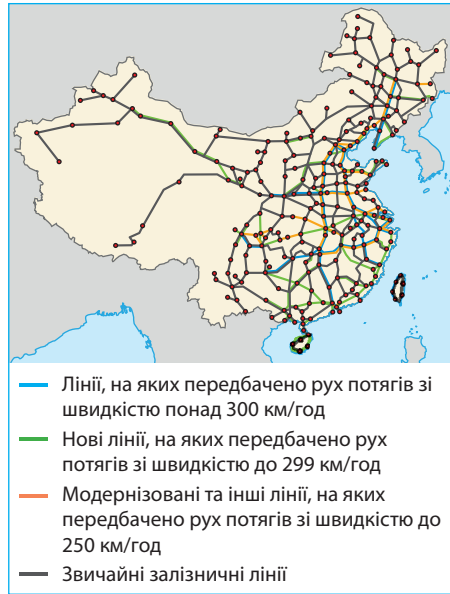 Лінії, на яких передбачено рух потягів зі
швидкістю понад 300 км/год
Нові лінії, на яких передбачено рух
потягів зі швидкістю до 299 км/год
Модернізовані та інші лінії, на яких
передбачено рух потягів зі швидкістю до
250 км/год
Звичайні залізничні лінії